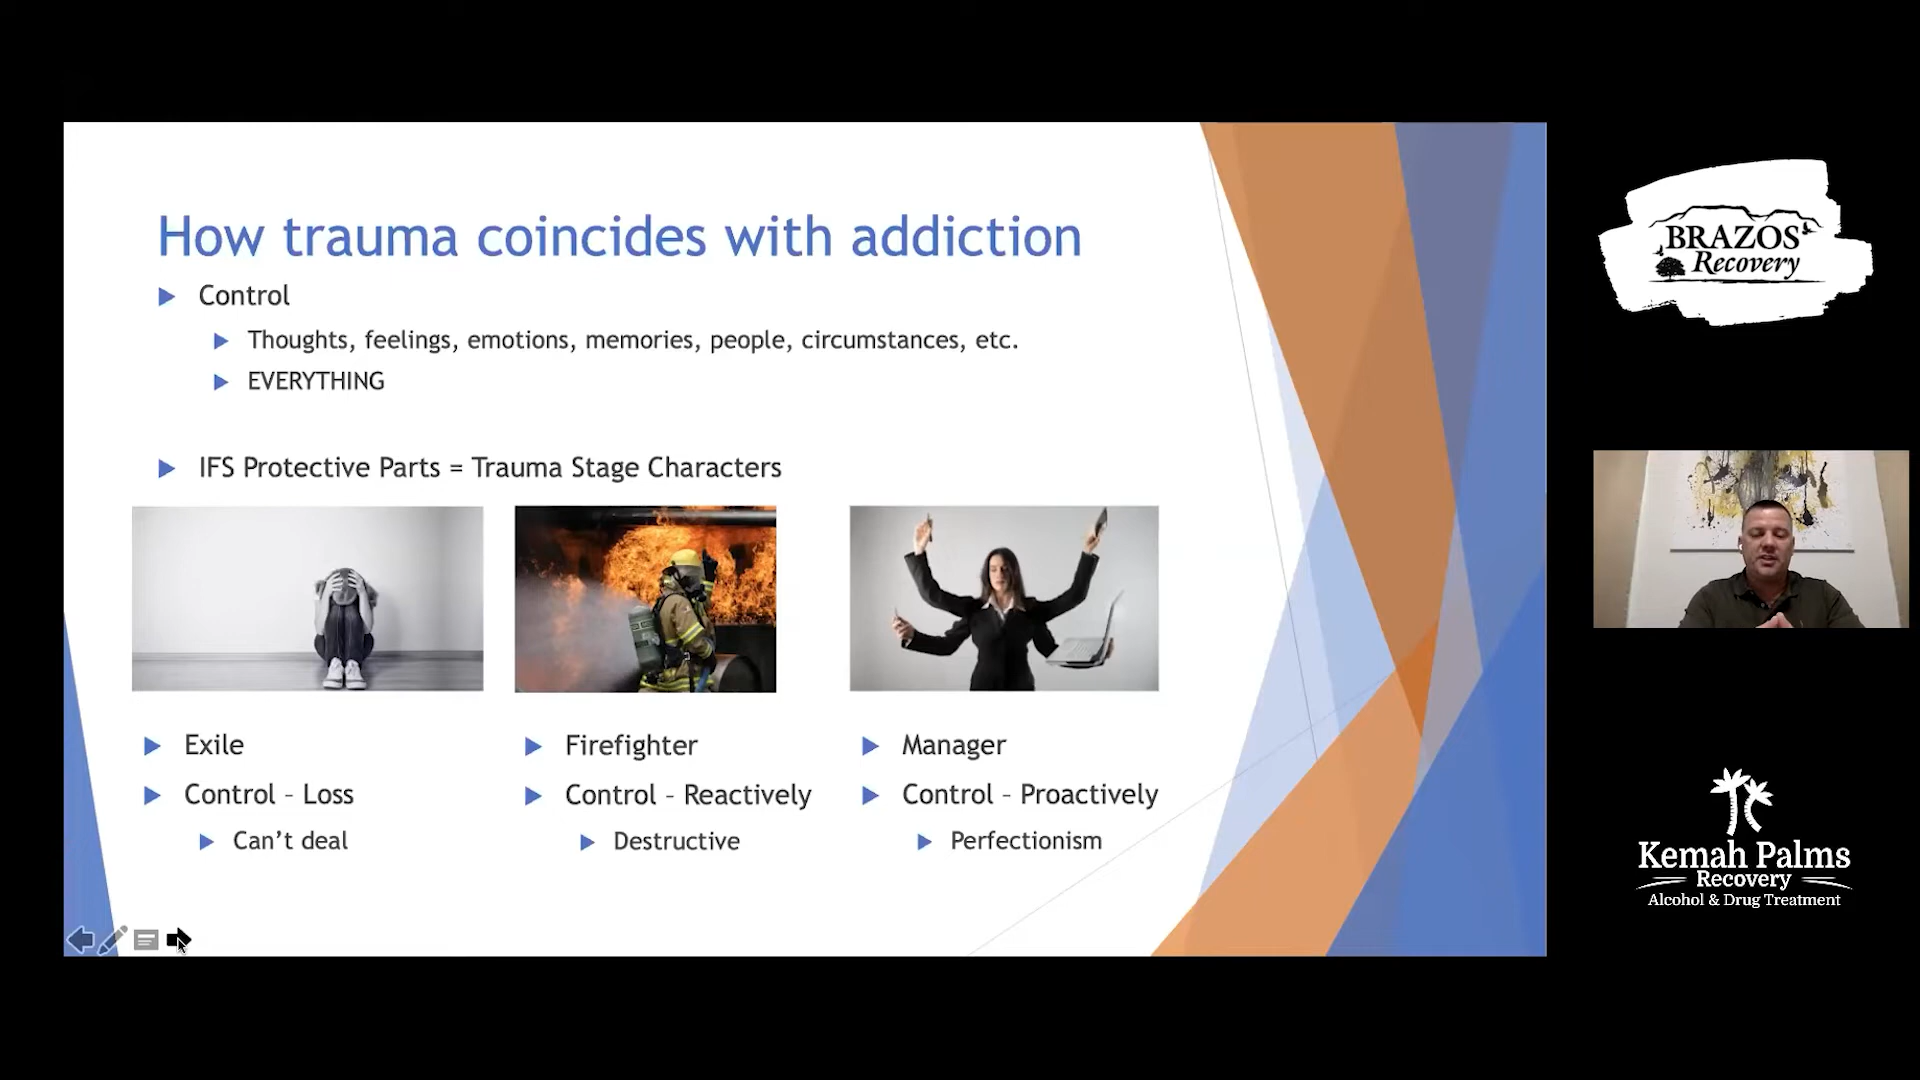 How trauma coincides with addiction
Control
Thoughts, feelings, emotions, memories, people, circumstances, etc.
EVERYTHING
IFS Protective Parts = Trauma Stage Characters
Exile
Control – Loss
Can’t deal
Firefighter
Control – Reactively
Destructive
Manager
Control – Proactively
Perfectionism
BRAZOS
Recovery
Kemah Palms
Recovery
Alcohol & Drug Treatment